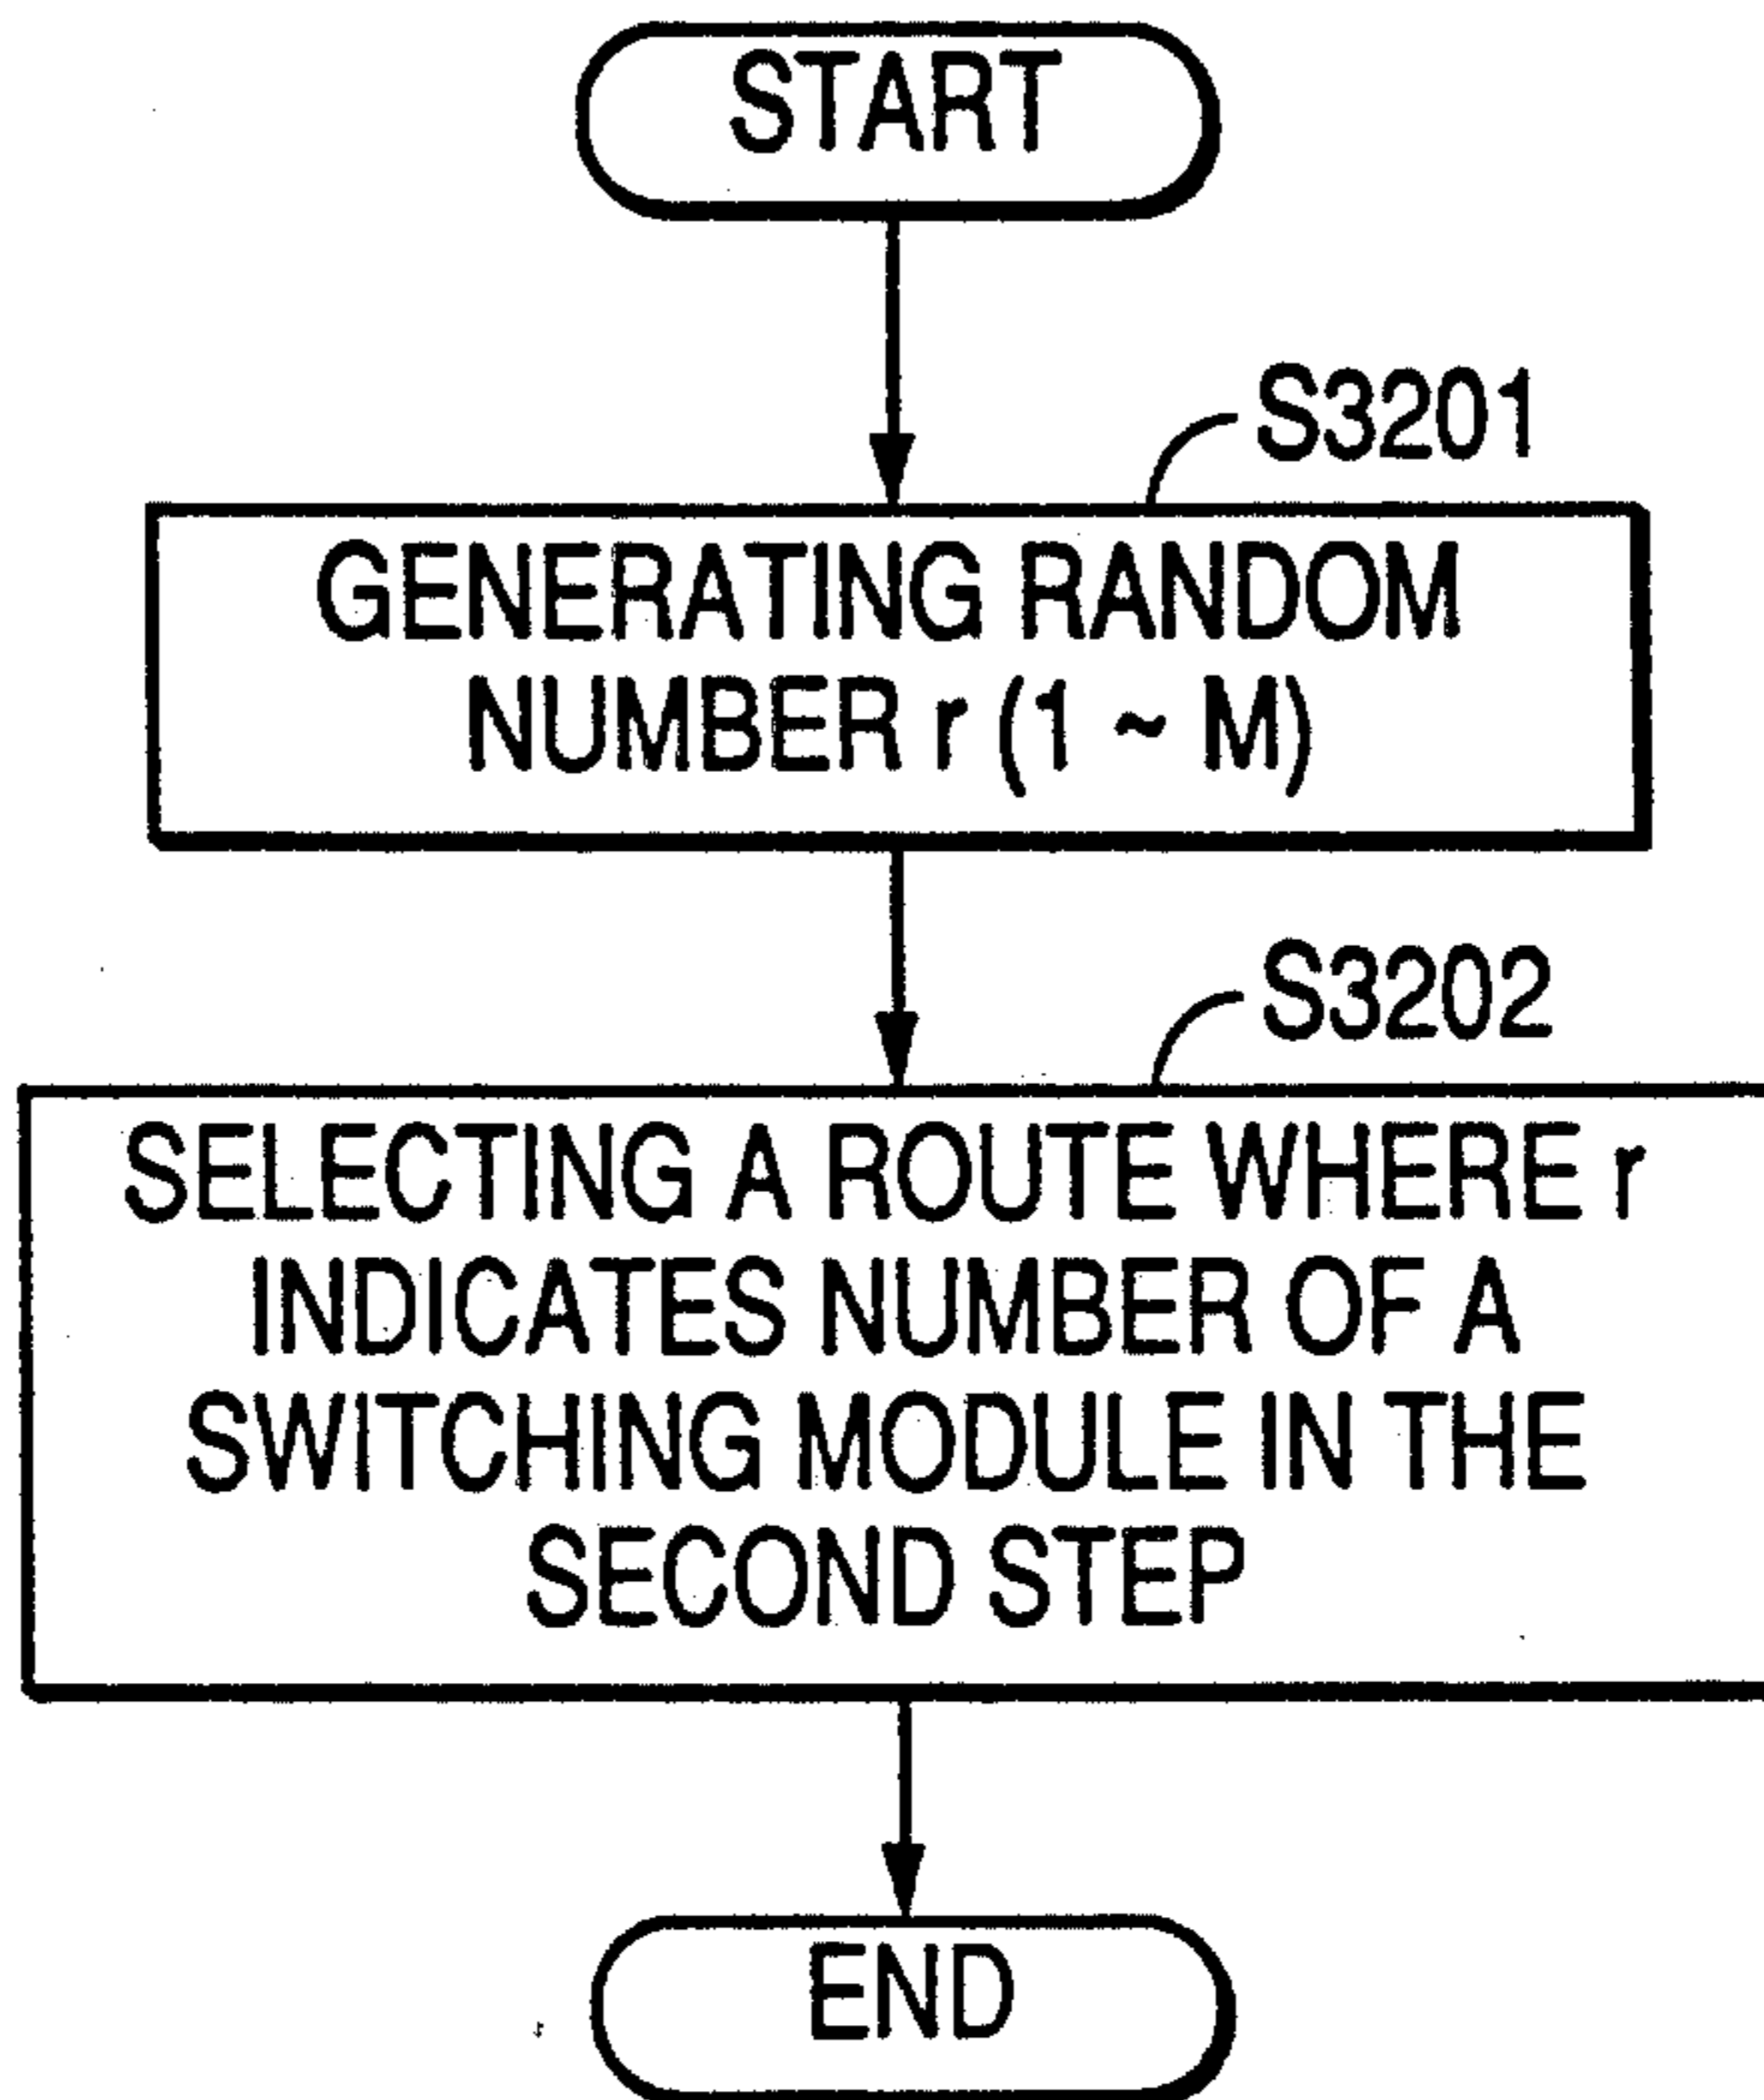 START
S3201
GENERATING RANDOM
NUMBER r (1 ~ M)
S3202
SELECTING A ROUTE WHERE r
INDICATES NUMBER OF A
SWITCHING MODULE IN THE
SECOND STEP
END